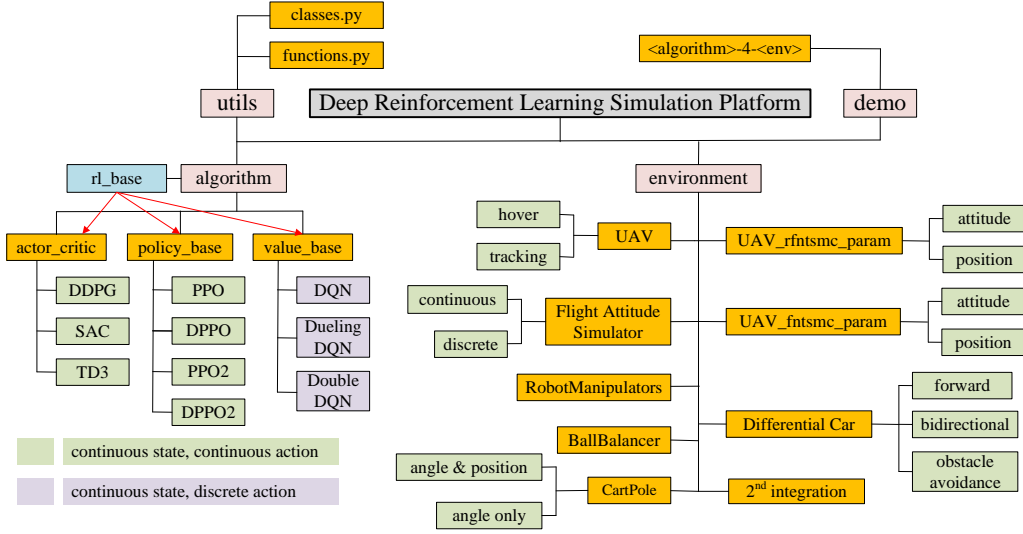 classes.py
functions.py
<algorithm>-4-<env>
utils
Deep Reinforcement Learning Simulation Platform
demo
rl_base
algorithm
environment
actor_critic
policy_base
value_base
DDPG
SAC
TD3
PPO
DPPO
PPO2
DPPO2
DQN
Dueling
DQN
Double
DQN
continuous state, continuous action
continuous state, discrete action
hover
tracking
UAV
continuous
discrete
Flight Attitude
Simulator
RobotManipulators
BallBalancer
angle & position
angle only
CartPole
UAV_rfntsmc_param
attitude
position
UAV_fntsmc_param
attitude
position
Differential Car
forward
bidirectional
obstacle
avoidance
2nd integration